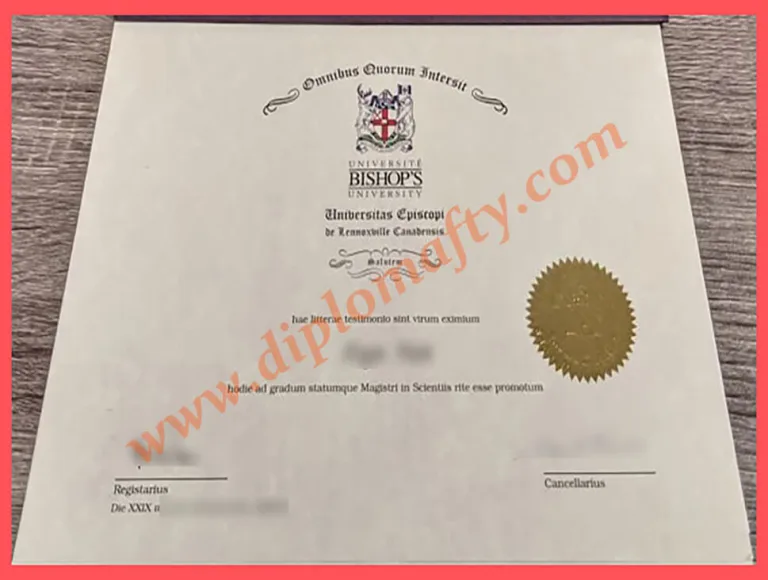 Omnibus Quorum Intersit
UNIVERSITÉ
BISHOP'S
UNIVERSITY
Universitas Episcopi
de Lennoxville Canadensis.
Salutem
hae litterae testimonio sint virum eximium
hodie ad gradum statumque Magistri in Scientiis rite esse promotum
Registarius
Cancellarius
Die XXIX
www.diplomafty.com